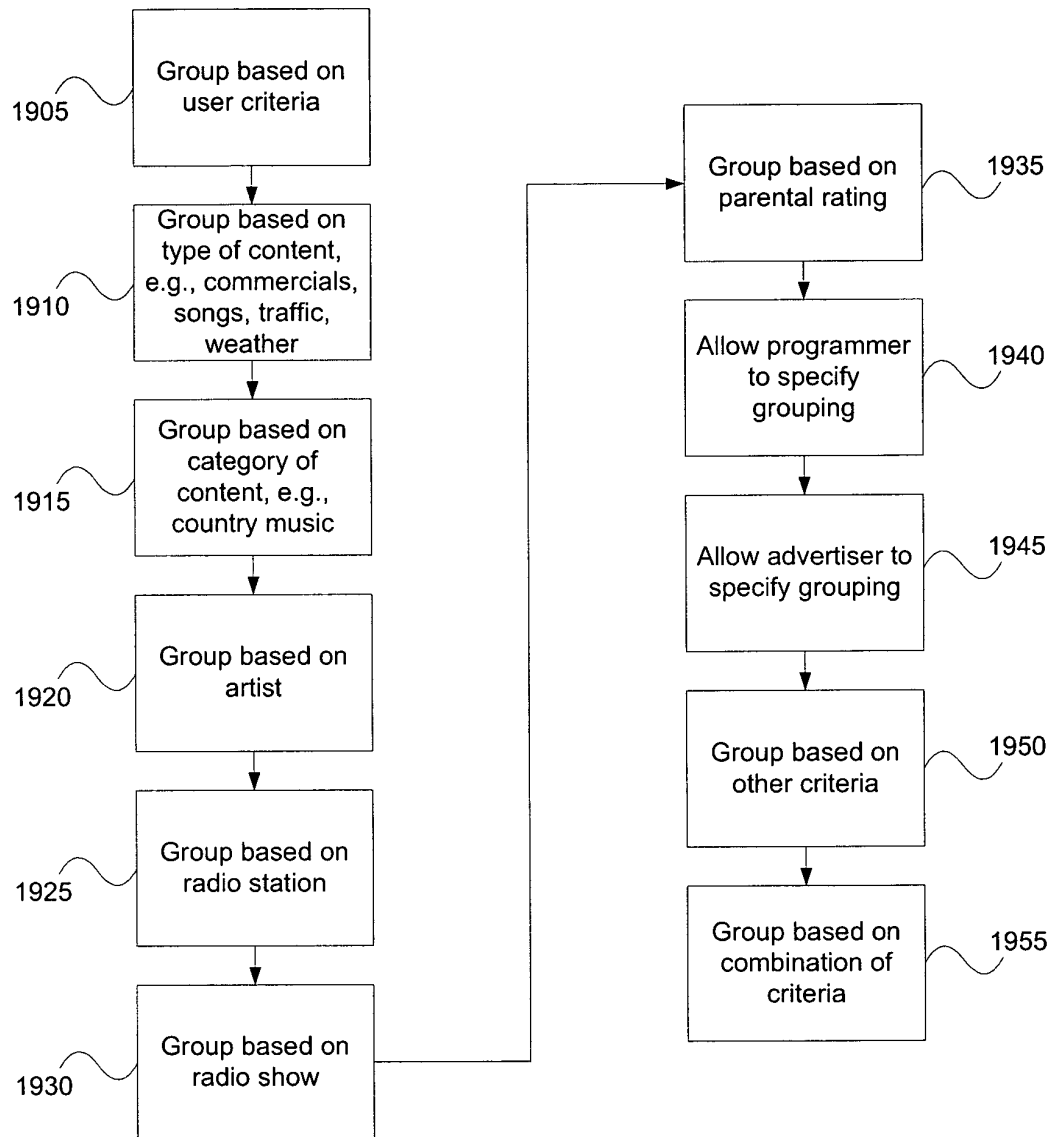 Group based on
user criteria
1905
Group based on
type of content,
e.g., commercials,
songs, traffic,
weather
1910
Group based on
category of
content, e.g.,
country music
1915
Group based on
artist
1920
Group based on
radio station
1925
Group based on
radio show
1930
Group based on
parental rating
1935
Allow programmer
to specify
grouping
1940
Allow advertiser to
specify grouping
1945
Group based on
other criteria
1950
Group based on
combination of
criteria
1955